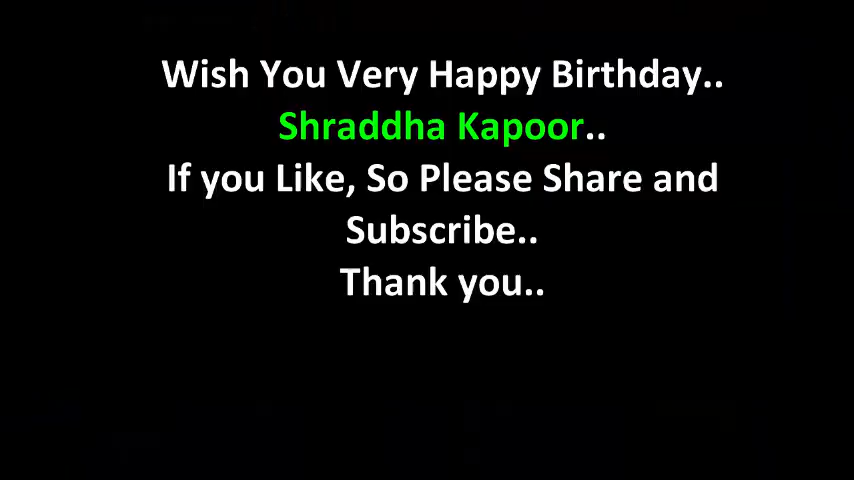 Wish You Very Happy Birthday..
Shraddha Kapoor..
If you Like, So Please Share and
Subscribe..
Thank you..